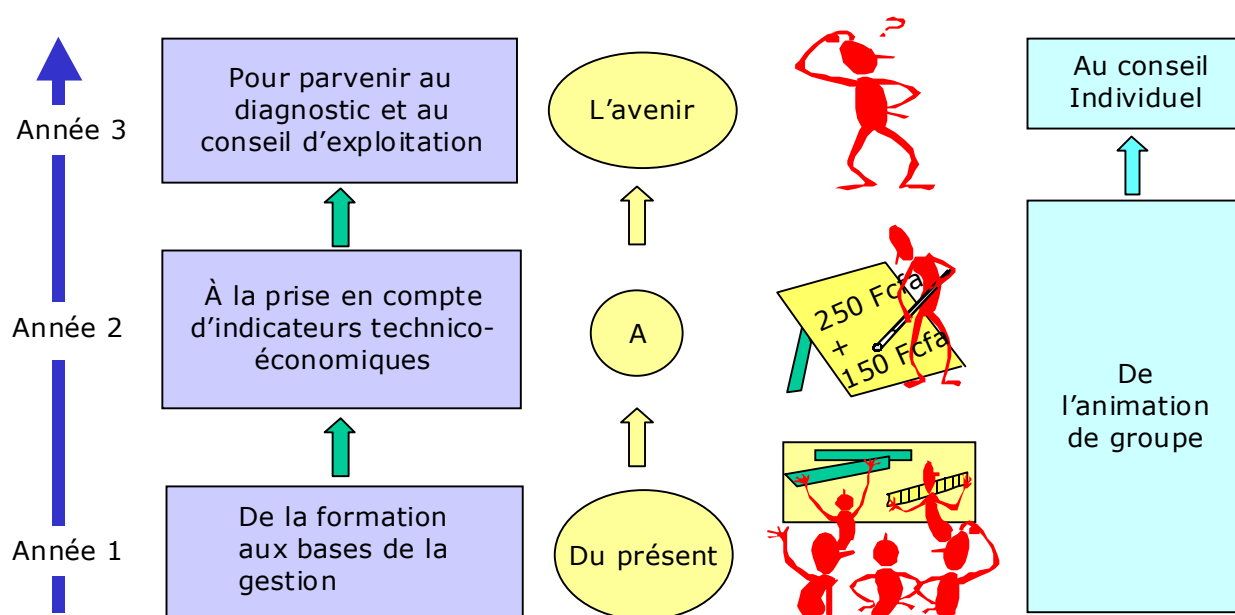 Année 3
Pour parvenir au
diagnostic et au
conseil d'exploitation
L'avenir
?
Au conseil
Individuel
Année 2
À la prise en compte
d'indicateurs technico-
économiques
A
250 Fcfa
+
150 Fcfa
De
l'animation
de groupe
Année 1
De la formation
aux bases de la
gestion
Du présent